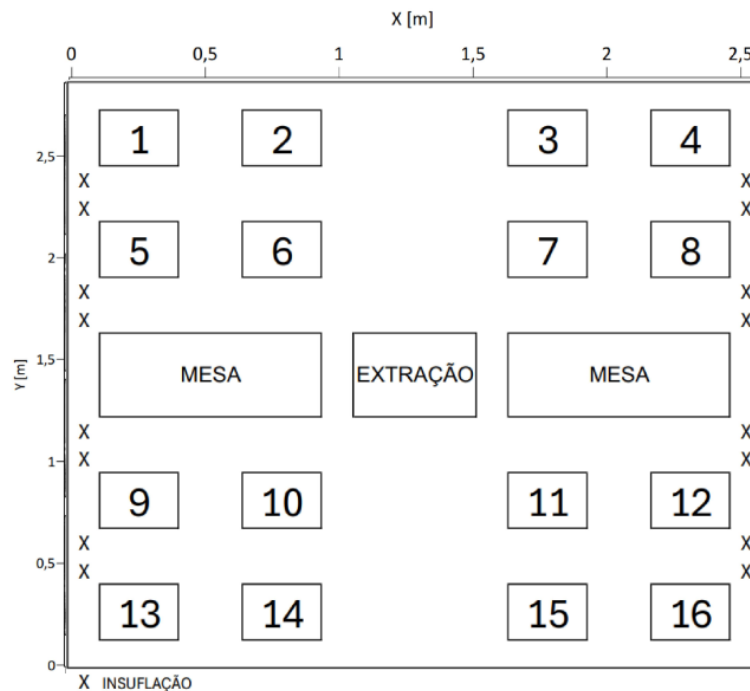 X [m]
0 0,5 1 1,5 2 2,5
1 2 3 4
2,5
X X
X X
5 6 7 8
2
X X
X X
1,5
MESA EXTRAÇÃO MESA
Y [m]
X X
1
X X
9 10 11 12
X X
0,5
X X
13 14 15 16
0
X INSUFLAÇÃO